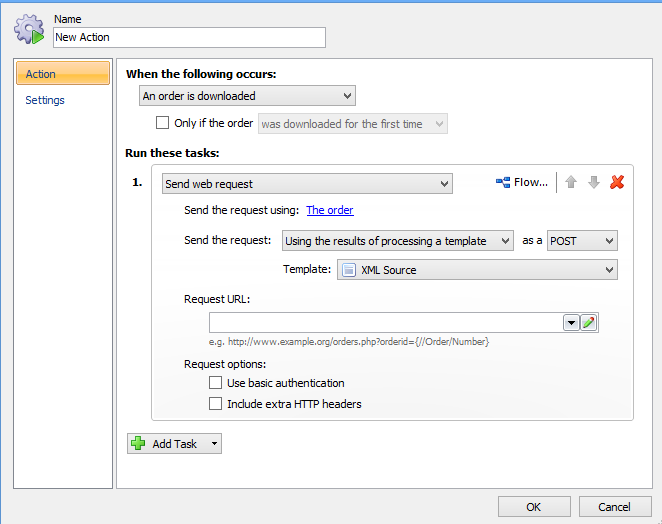 Name
New Action
Action
Settings
When the following occurs:
An order is downloaded
Only if the order was downloaded for the first time
Run these tasks:
1. Send web request Flow...
Send the request using: The order
Send the request: Using the results of processing a template as a POST
Template: XML Source
Request URL:
e.g. http://www.example.org/orders.php?orderid={//Order/Number}
Request options:
Use basic authentication
Include extra HTTP headers
Add Task
OK Cancel